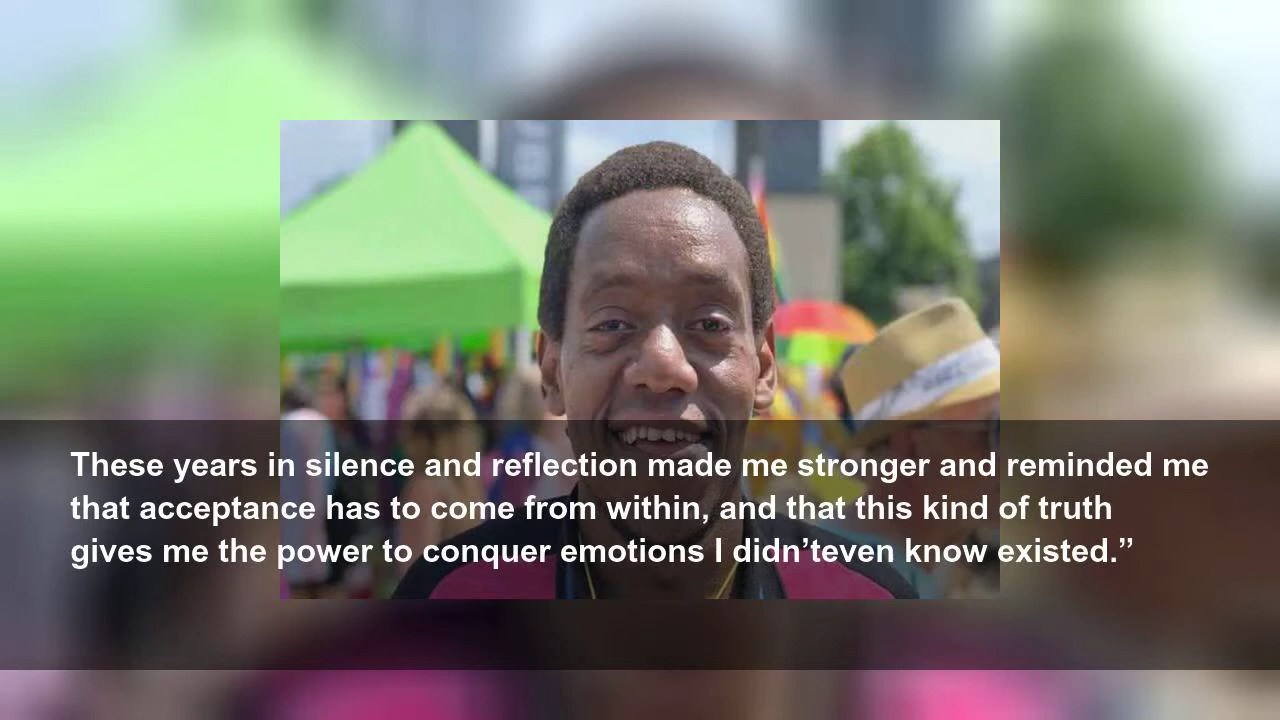 These years in silence and reflection made me stronger and reminded me
that acceptance has to come from within, and that this kind of truth
gives me the power to conquer emotions I didn’teven know existed.”